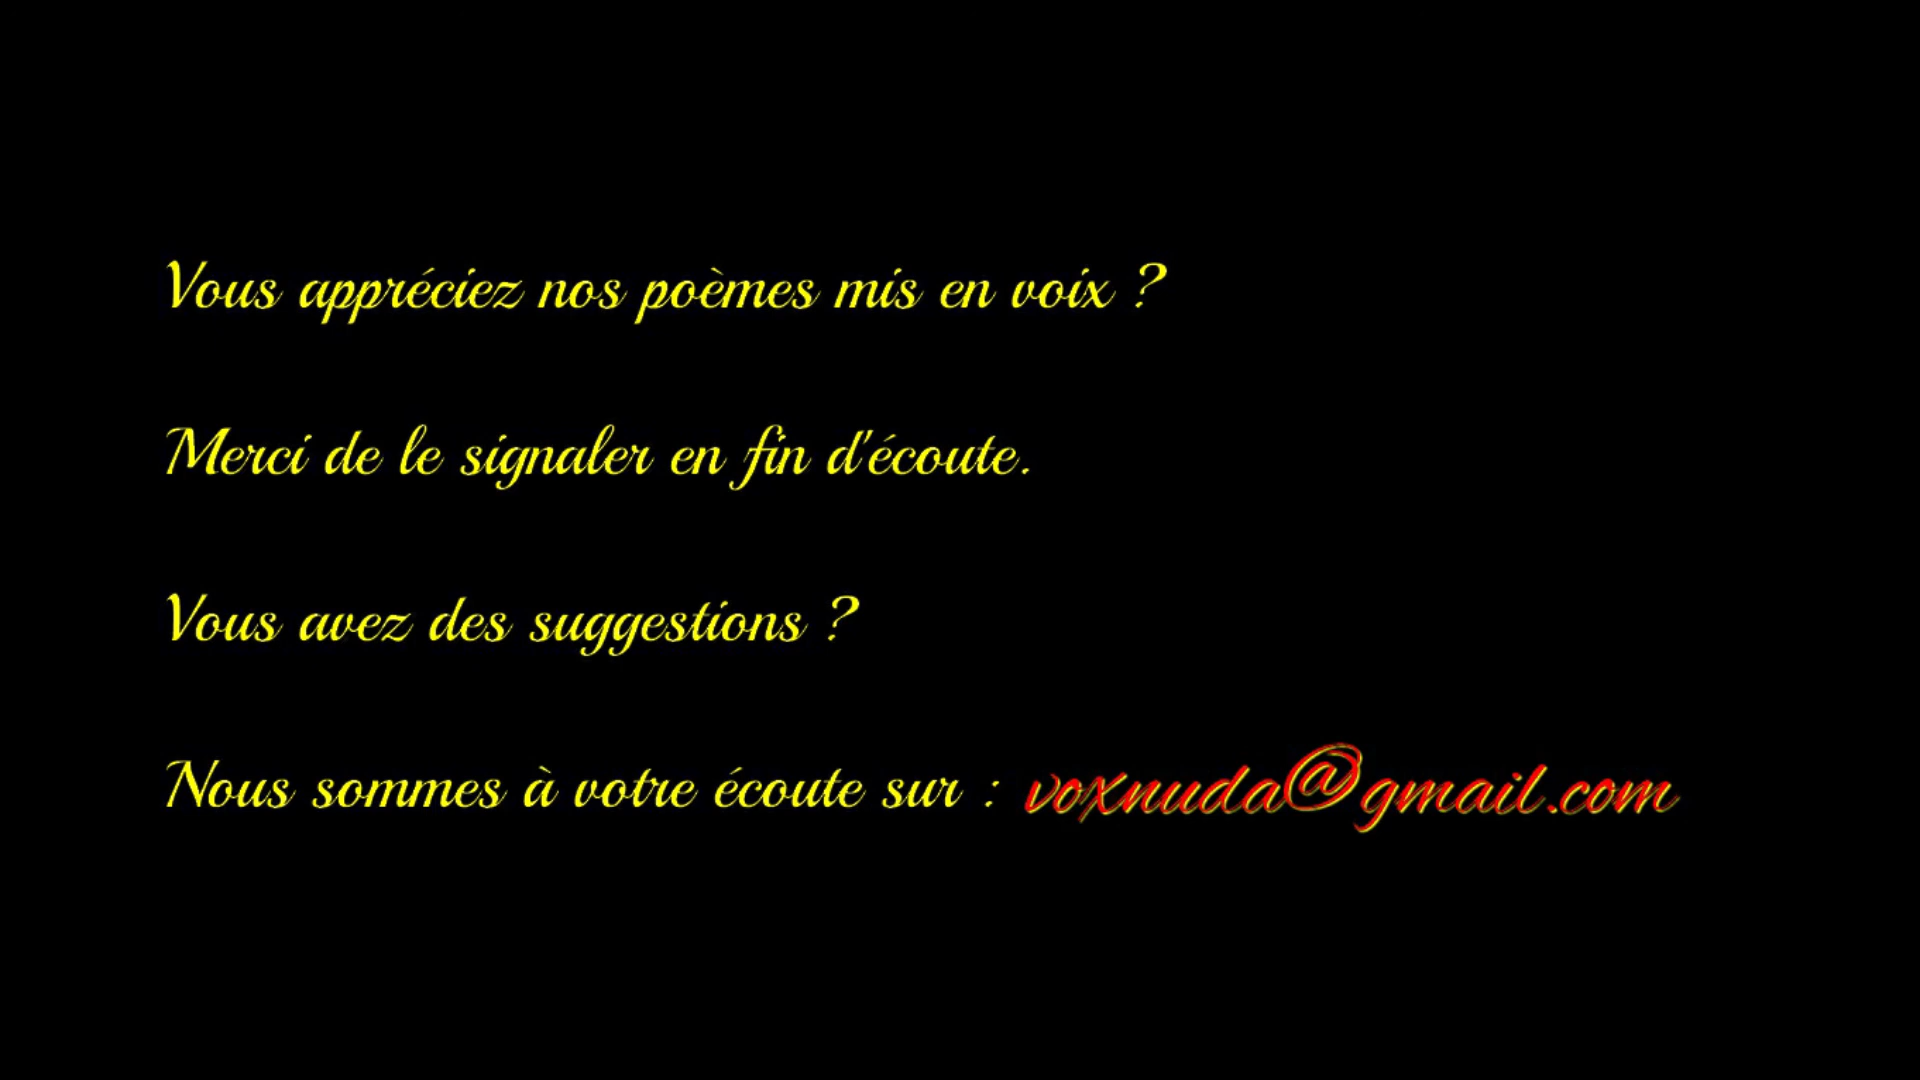 Vous appréciez nos poèmes mis en voix ?
Merci de le signaler en fin d'écoute.
Vous avez des suggestions ?
Nous sommes à votre écoute sur : voxnuda@gmail.com